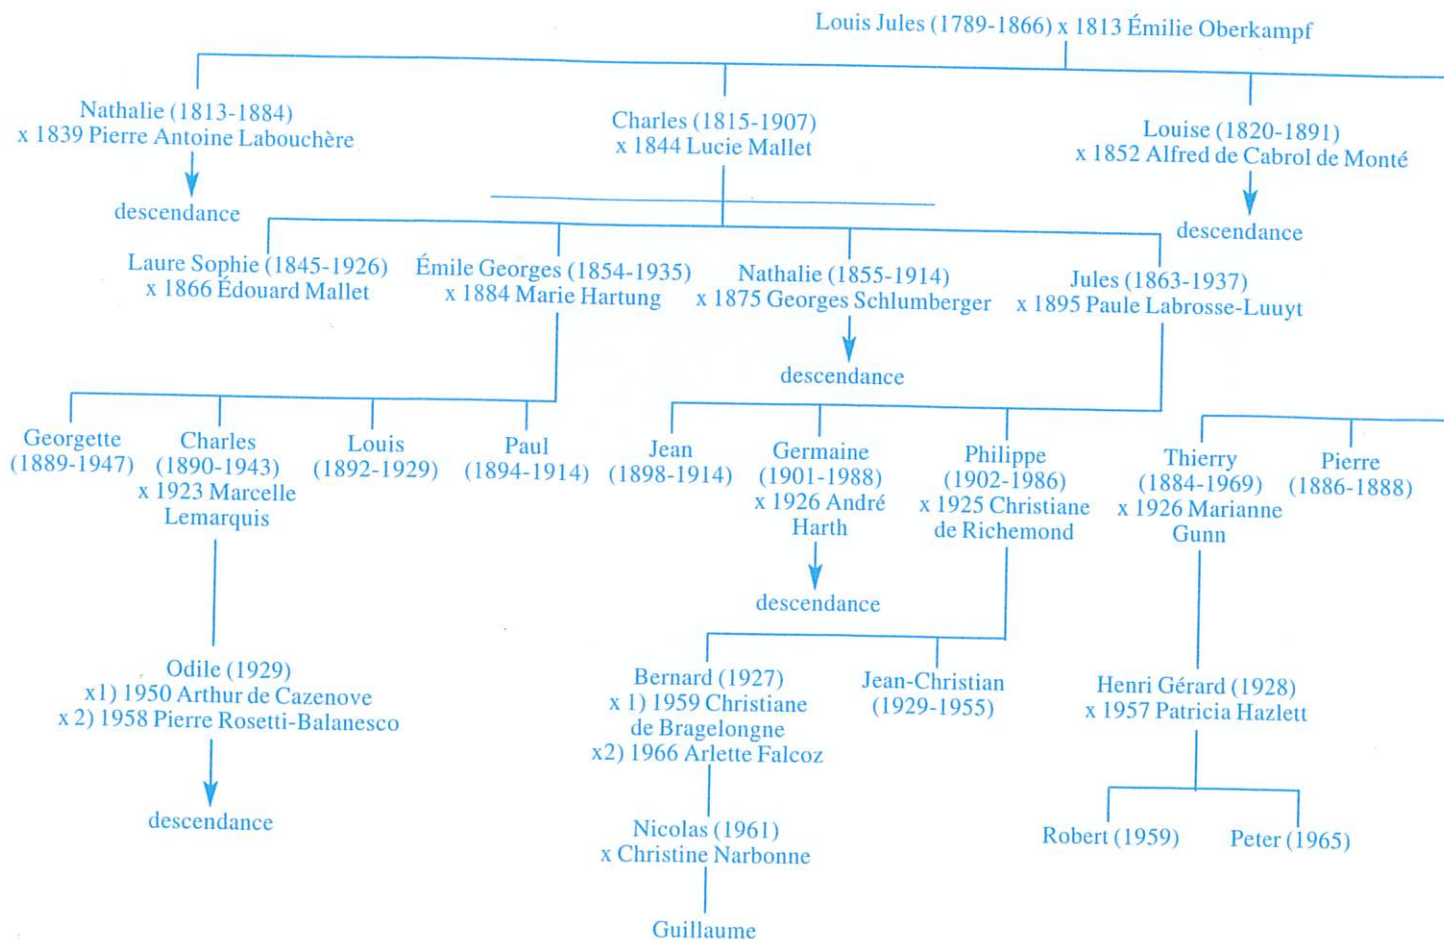 Louis Jules (1789-1866) x 1813 Émilie Oberkampf
Nathalie (1813-1884)
x 1839 Pierre Antoine Labouchère
descendance
Charles (1815-1907)
x 1844 Lucie Mallet
Louise (1820-1891)
x 1852 Alfred de Cabrol de Monté
descendance
Laure Sophie (1845-1926)
x 1866 Édouard Mallet
Émile Georges (1854-1935)
x 1884 Marie Hartung
Nathalie (1855-1914)
x 1875 Georges Schlumberger
descendance
Jules (1863-1937)
x 1895 Paule Labrosse-Luuyt
Georgette
(1889-1947)
Charles
(1890-1943)
x 1923 Marcelle
Lemarquis
Louis
(1892-1929)
Paul
(1894-1914)
Jean
(1898-1914)
Germaine
(1901-1988)
x 1926 André
Harth
descendance
Philippe
(1902-1986)
x 1925 Christiane
de Richemond
Thierry
(1884-1969)
x 1926 Marianne
Gunn
Pierre
(1886-1888)
Odile (1929)
x1) 1950 Arthur de Cazenove
x 2) 1958 Pierre Rosetti-Balanesco
descendance
Bernard (1927)
x 1) 1959 Christiane
de Bragelongne
x2) 1966 Arlette Falcoz
Jean-Christian
(1929-1955)
Henri Gérard (1928)
x 1957 Patricia Hazlett
Nicolas (1961)
x Christine Narbonne
Robert (1959)
Peter (1965)
Guillaume